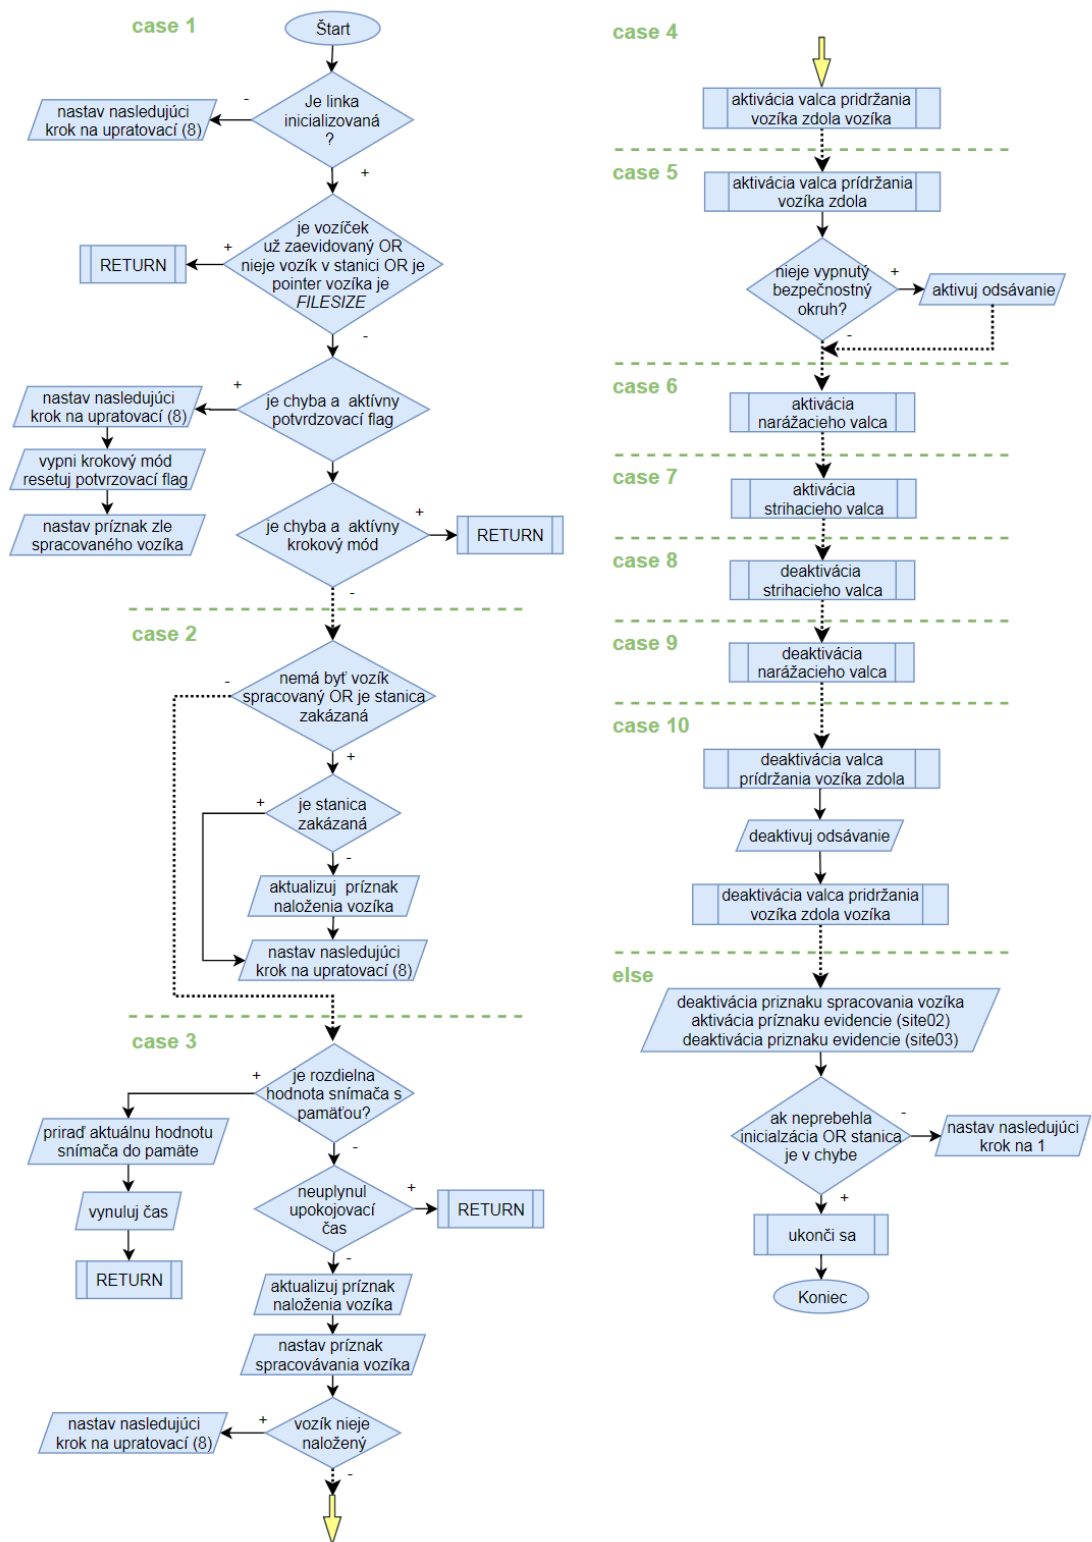 case 1
Štart
Je linka
inicializovaná
?
-
nastav nasledujúci
krok na upratovací (8)
+
je vozíček
už zaevidovaný OR
nieje vozík v stanici OR je
pointer vozíka je
FILESIZE
+
RETURN
-
je chyba a aktívny
potvrdzovací flag
+
nastav nasledujúci
krok na upratovací (8)
vypni krokový mód
resetuj potvrzovací flag
nastav príznak zle
spracovaného vozíka
je chyba a aktívny
krokový mód
+
RETURN
-
case 2
nemá byť vozík
spracovaný OR je stanica
zakázaná
-
+
je stanica
zakázaná
+
-
aktualizuj príznak
naloženia vozíka
nastav nasledujúci
krok na upratovací (8)
case 3
je rozdielna
hodnota snímača s
pamäťou?
+
priraď aktuálnu hodnotu
snímača do pamäte
vynuluj čas
RETURN
-
neuplynul
upokojovací
čas
+
RETURN
-
aktualizuj príznak
naloženia vozíka
nastav príznak
spracovávania vozíka
vozík nieje
naložený
+
nastav nasledujúci
krok na upratovací (8)
-
case 4
aktivácia valca pridržania
vozíka zdola vozíka
case 5
aktivácia valca prídržania
vozíka zdola
nieje vypnutý
bezpečnostný
okruh?
+
aktivuj odsávanie
-
case 6
aktivácia
narážacieho valca
case 7
aktivácia
strihacieho valca
case 8
deaktivácia
strihacieho valca
case 9
deaktivácia
narážacieho valca
case 10
deaktivácia valca
prídržania vozíka zdola
deaktivuj odsávanie
deaktivácia valca pridržania
vozíka zdola vozíka
else
deaktivácia priznaku spracovania vozíka
aktivácia príznaku evidencie (site02)
deaktivácia priznaku evidencie (site03)
ak neprebehla
inicialzácia OR stanica
je v chybe
-
nastav nasledujúci
krok na 1
+
ukonči sa
Koniec